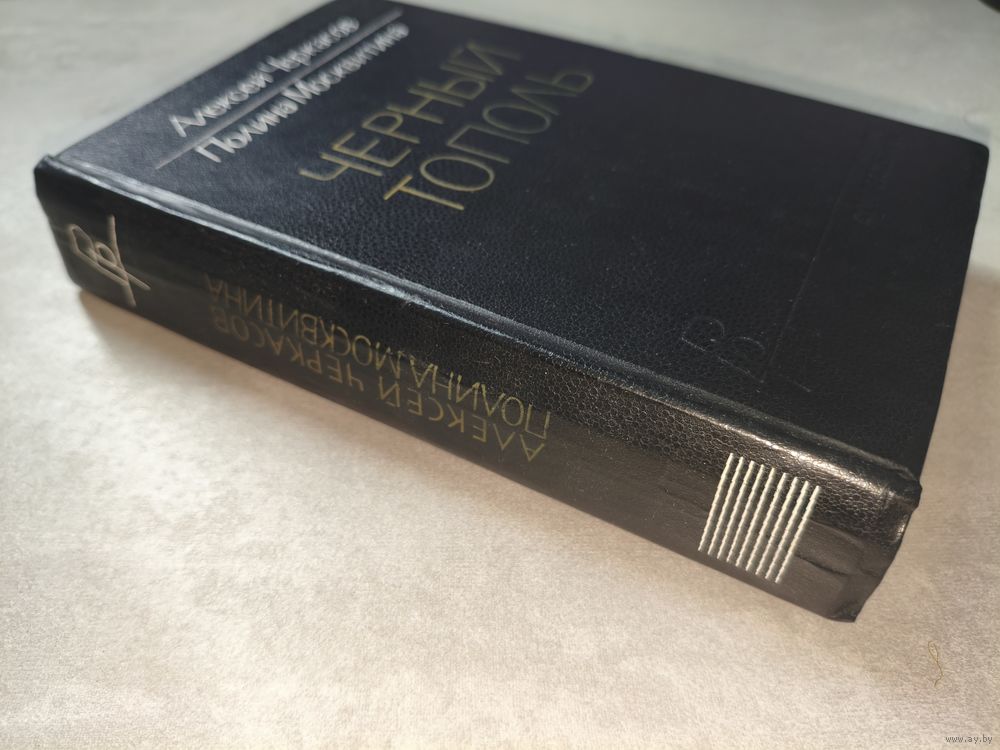 Алексей Черкасов
Полина Москвитина
ЧЕРНЫЙ
ТОПОЛЬ
АЛЕКСЕЙ ЧЕРКАСОВ
ПОЛИНА МОСКВИТИНА
www.ay.by